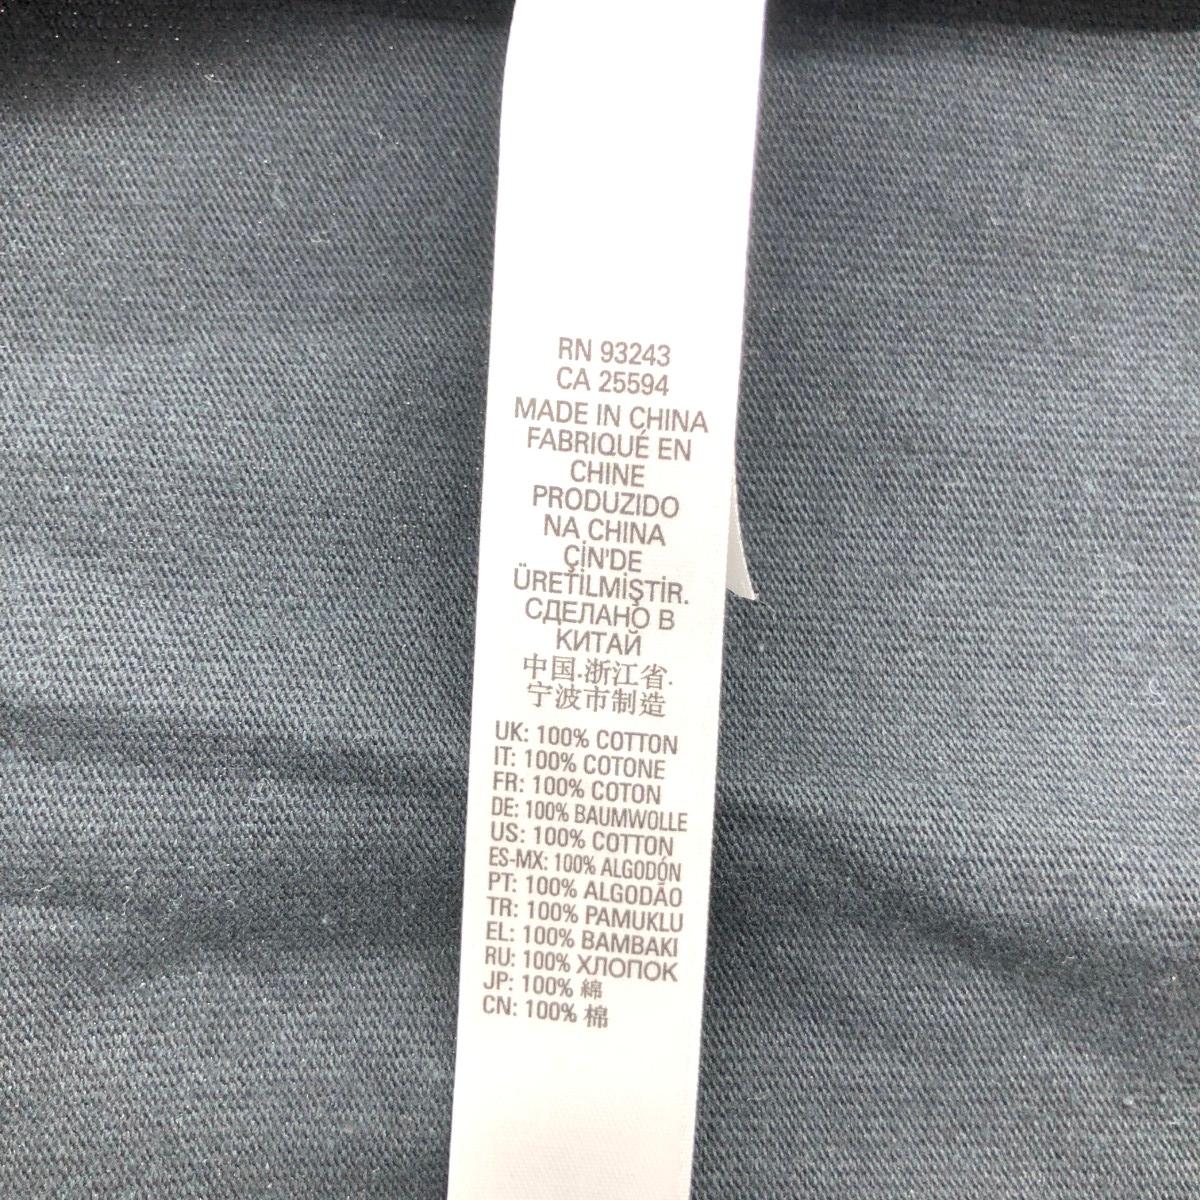 RN 93243
CA 25594
MADE IN CHINA
FABRIQUÉ EN
CHINE
PRODUZIDO
NA CHINA
ÇİN'DE
ÜRETİLMİŞTİR.
СДЕЛАНО В
КИТАЙ
中国.浙江省.
宁波市制造
UK: 100% COTTON
IT: 100% COTONE
FR: 100% COTON
DE: 100% BAUMWOLLE
US: 100% COTTON
ES-MX: 100% ALGODÓN
PT: 100% ALGODÃO
TR: 100% PAMUKLU
EL: 100% BAMBAKI
RU: 100% ХЛОПОК
JP: 100% 綿
CN: 100% 棉